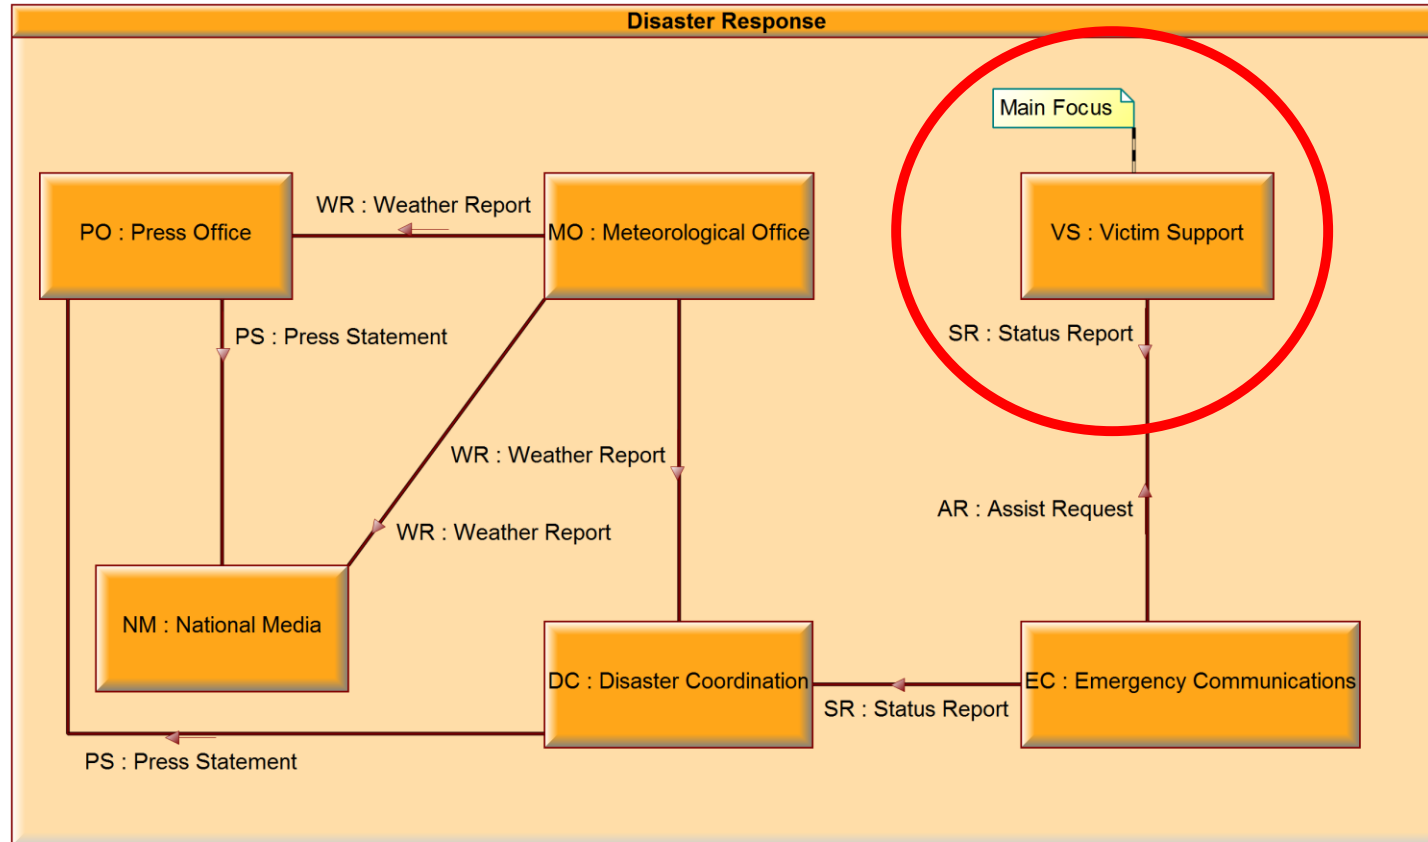 Disaster Response
Main Focus
PO : Press Office
WR : Weather Report
MO : Meteorological Office
VS : Victim Support
PS : Press Statement
SR : Status Report
WR : Weather Report
AR : Assist Request
WR : Weather Report
NM : National Media
DC : Disaster Coordination
EC : Emergency Communications
SR : Status Report
PS : Press Statement